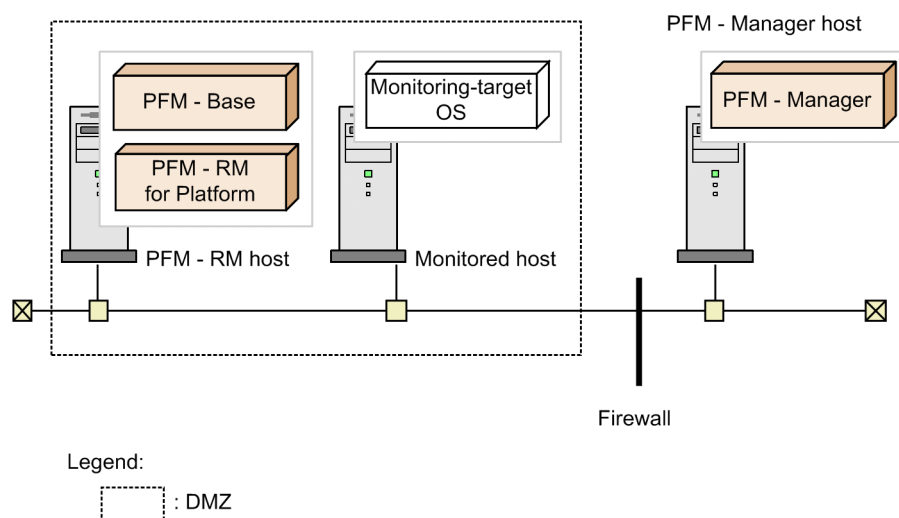 PFM - Manager host
PFM - Base
PFM - RM
for Platform
Monitoring-target
OS
PFM - Manager
PFM - RM host
Monitored host
Firewall
Legend:
: DMZ